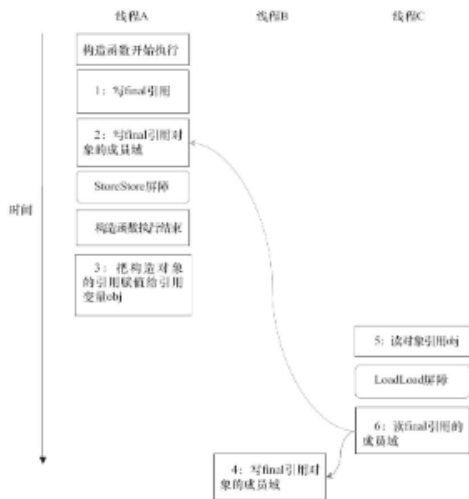 线程A
线程B
线程C
构造函数开始执行
1：写final引用
2：写final引用对
象的成员域
StoreStore屏障
时间
构造函数执行结束
3：把构造对象
的引用赋值给引用
变量obj
5：读对象引用obj
LoadLoad屏障
6：读final引用的
成员域
4：写final引用对
象的成员域